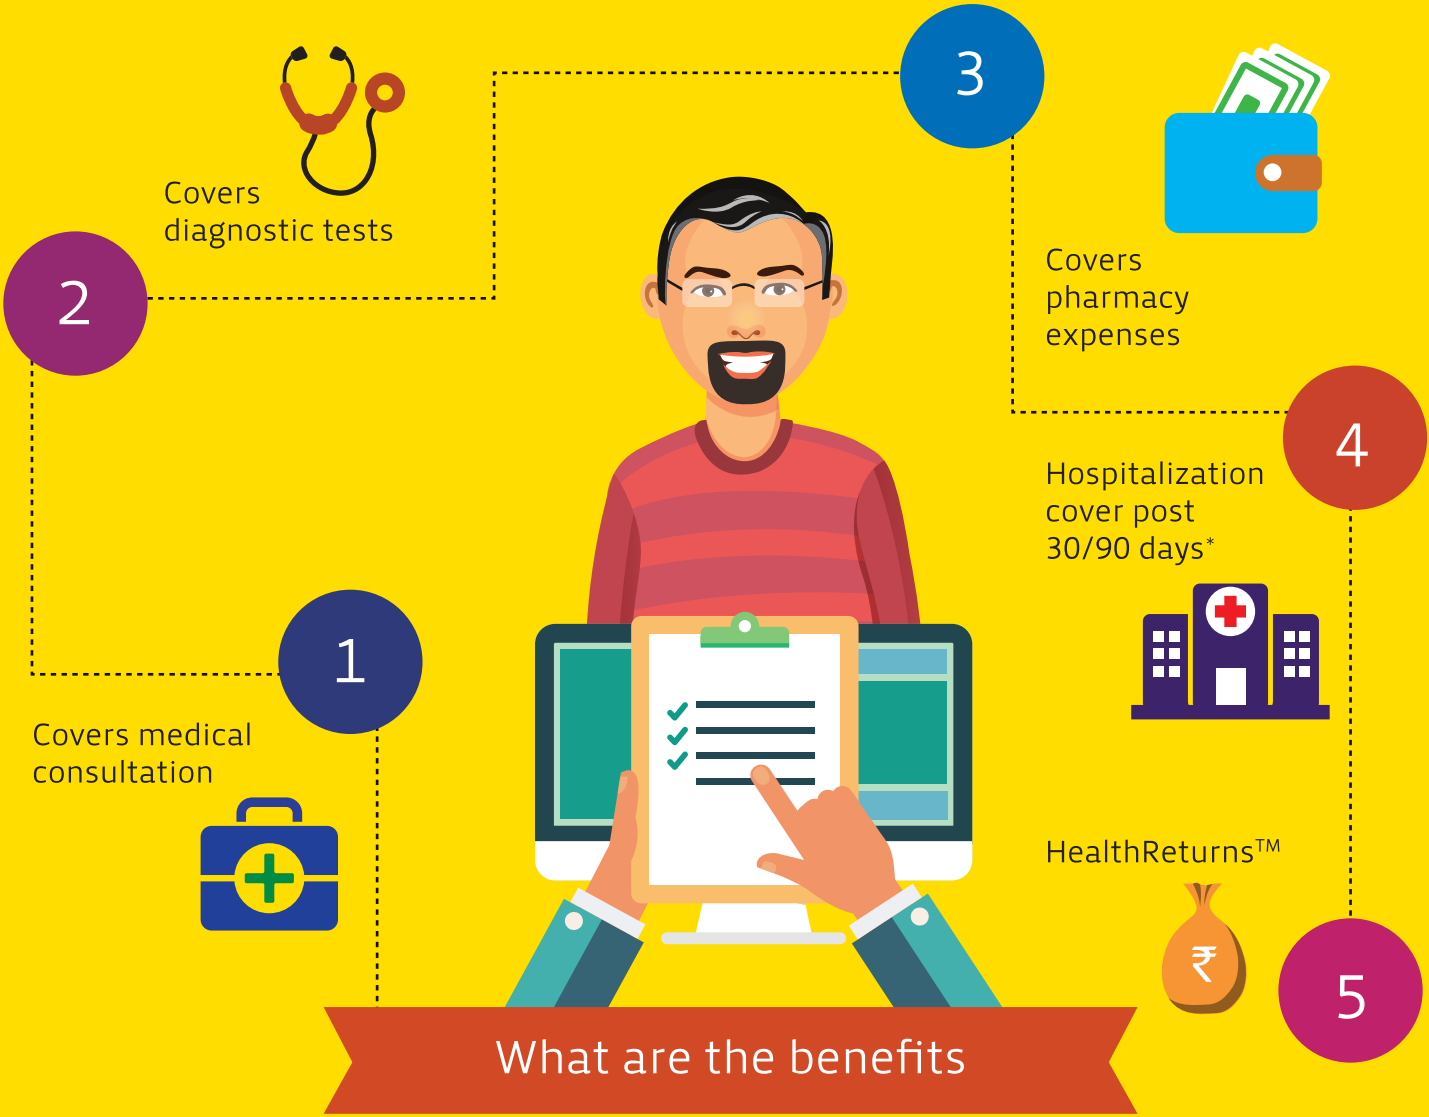 What are the benefits
1
Covers medical
consultation
2
Covers
diagnostic tests
3
Covers
pharmacy
expenses
4
Hospitalization
cover post
30/90 days*
5
HealthReturns™
₹